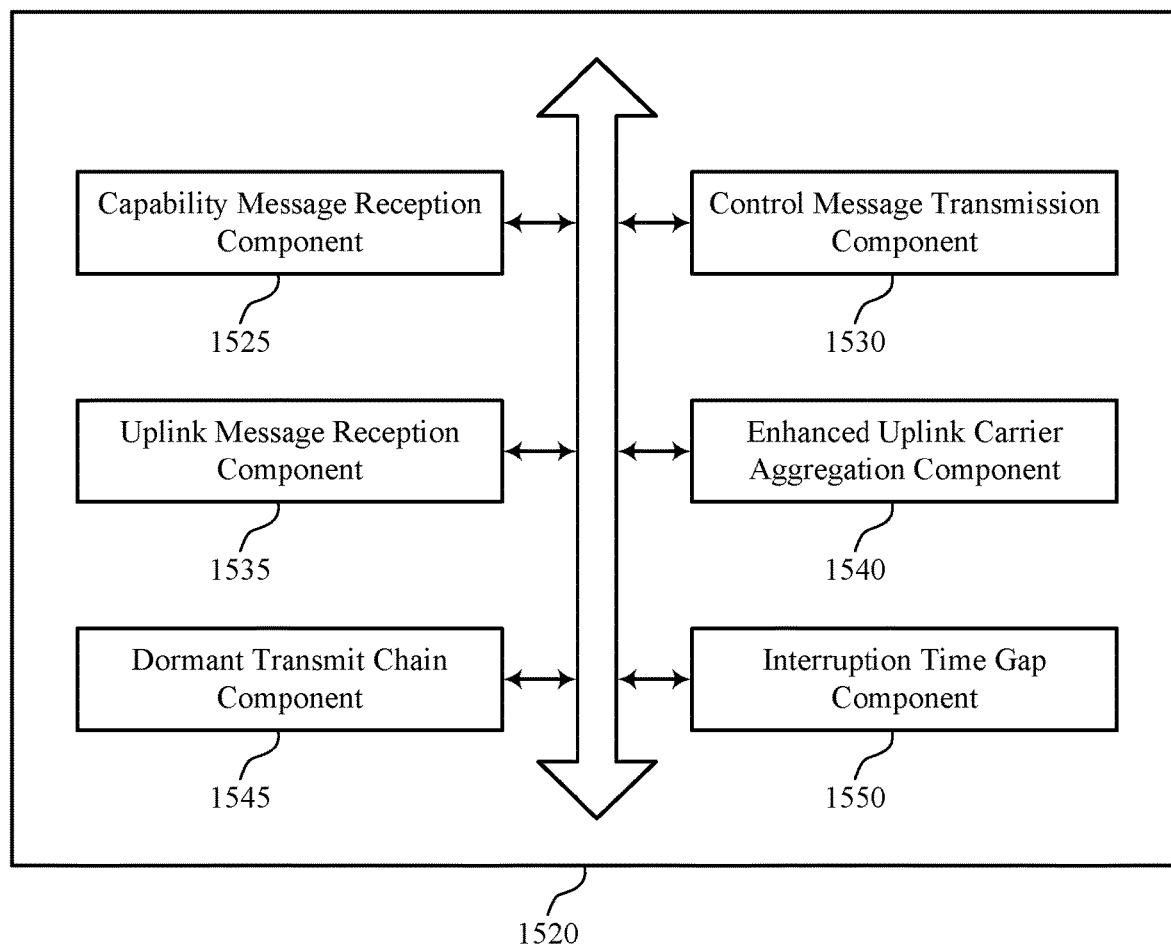 Capability Message Reception
Component
1525
Control Message Transmission
Component
1530
Uplink Message Reception
Component
1535
Enhanced Uplink Carrier
Aggregation Component
1540
Dormant Transmit Chain
Component
1545
Interruption Time Gap
Component
1550
1520